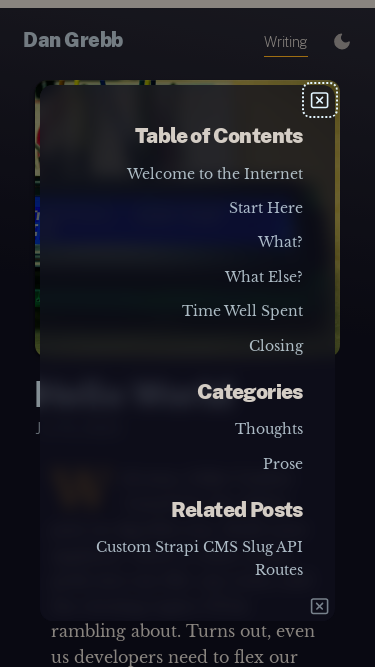 Dan Grebb
Writing
Table of Contents
Welcome to the Internet
Start Here
What?
What Else?
Time Well Spent
Closing
Categories
Thoughts
Prose
Related Posts
Custom Strapi CMS Slug API
Routes
rambling about. Turns out, even
us developers need to flex our